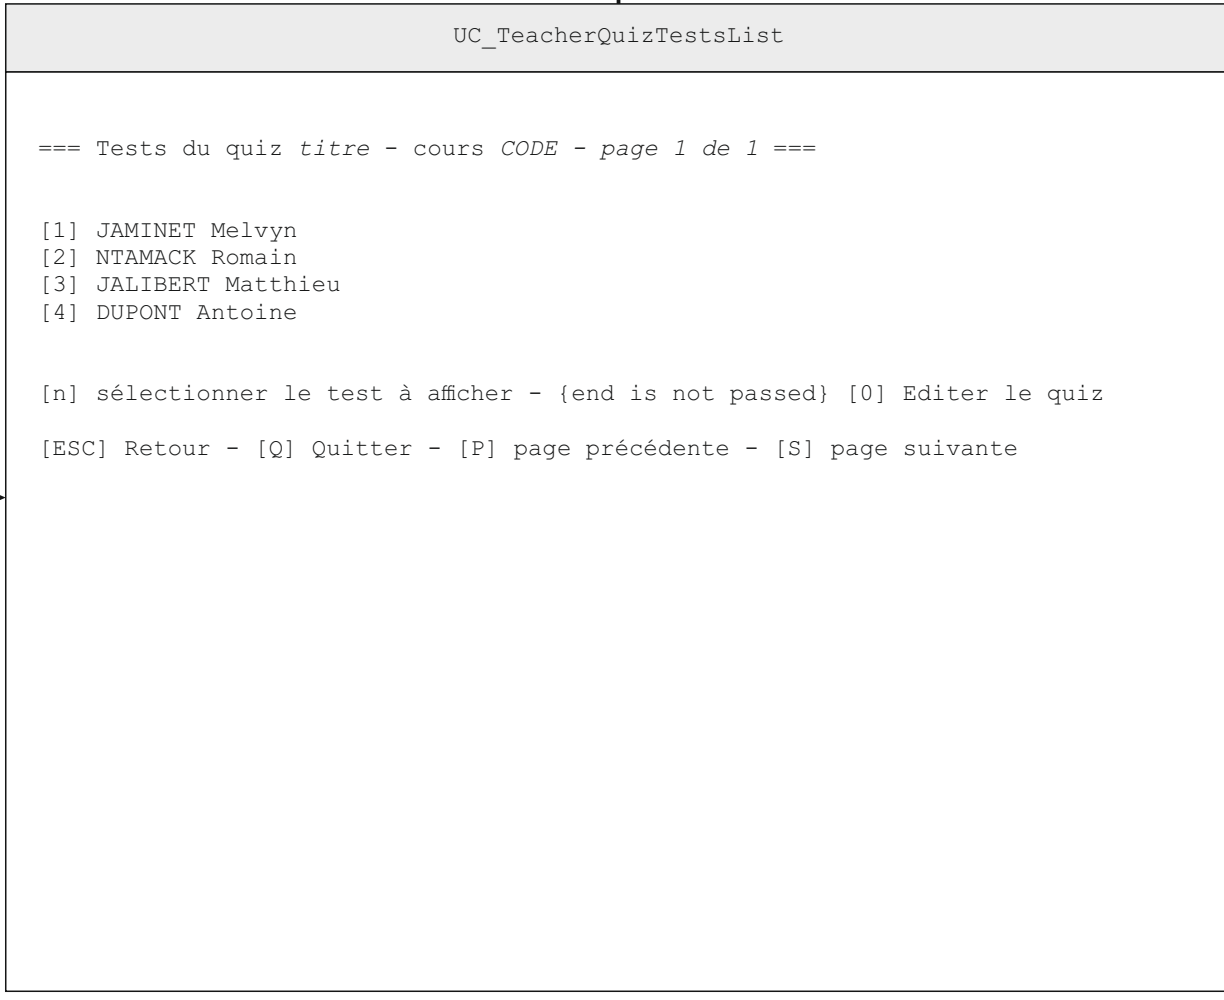 UC_TeacherQuizTestsList
=== Tests du quiz titre - cours CODE - page 1 de 1 ===
[1] JAMINET Melvyn
[2] NTAMACK Romain
[3] JALIBERT Matthieu
[4] DUPONT Antoine
[n] sélectionner le test à afficher - {end is not passed} [0] Editer le quiz
[ESC] Retour - [Q] Quitter - [P] page précédente - [S] page suivante